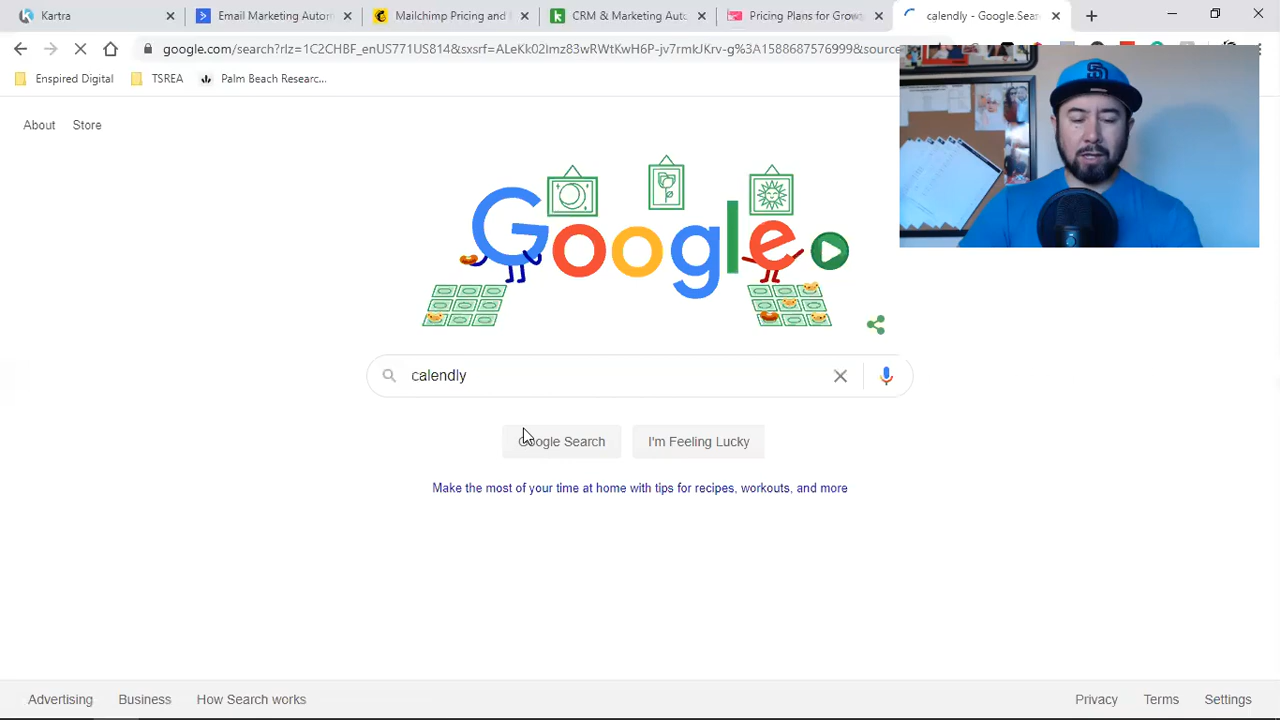 Kartra
Email Marketing Autom
Mailchimp Pricing and
CRM & Marketing Auto
Pricing Plans for Grow
calendly - Google Sear
google.com/search?rlz=1C2CHBF_enUS771US814&sxsrf=ALeKk02Imz83wRWtKwH6P-jv7rmkJKrv-g%3A1588687576999&source
Enspired Digital
TSREA
Palm Beach Researc...
About
Store
Google
calendly
Google Search
I'm Feeling Lucky
Make the most of your time at home with tips for recipes, workouts, and more
Advertising
Business
How Search works
Privacy
Terms
Settings